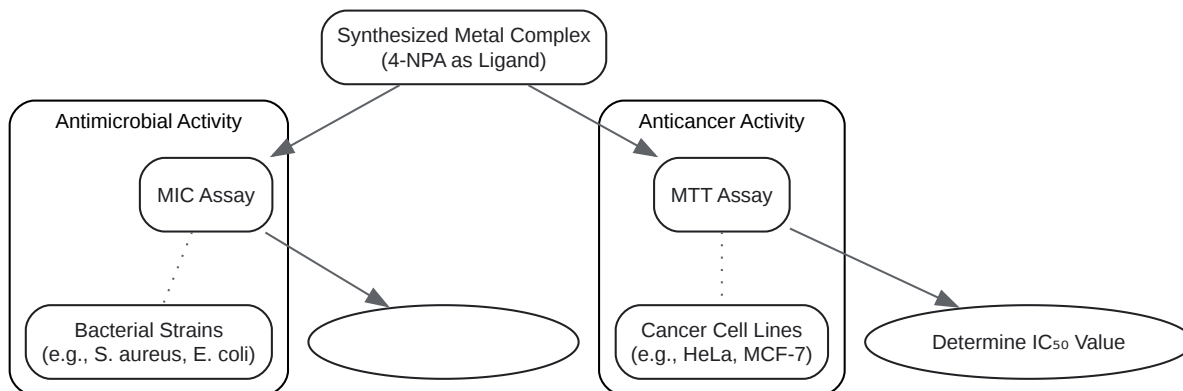 Synthesized Metal Complex
(4-NPA as Ligand)
Antimicrobial Activity
Anticancer Activity
MIC Assay
MTT Assay
Bacterial Strains
(e.g., S. aureus, E. coli)
Cancer Cell Lines
(e.g., HeLa, MCF-7)
Determine IC₅₀ Value